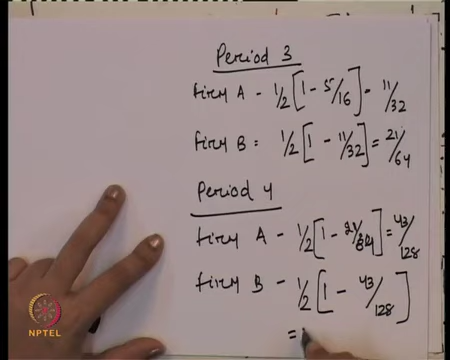 Period 3
Firm A - 1/2 [1 - 5/16] - 11/32
Firm B = 1/2 [1 - 11/32] = 21/64
Period 4
Firm A - 1/2 [1 - 21/64] = 43/128
Firm B - 1/2 [1 - 43/128]
=
NPTEL